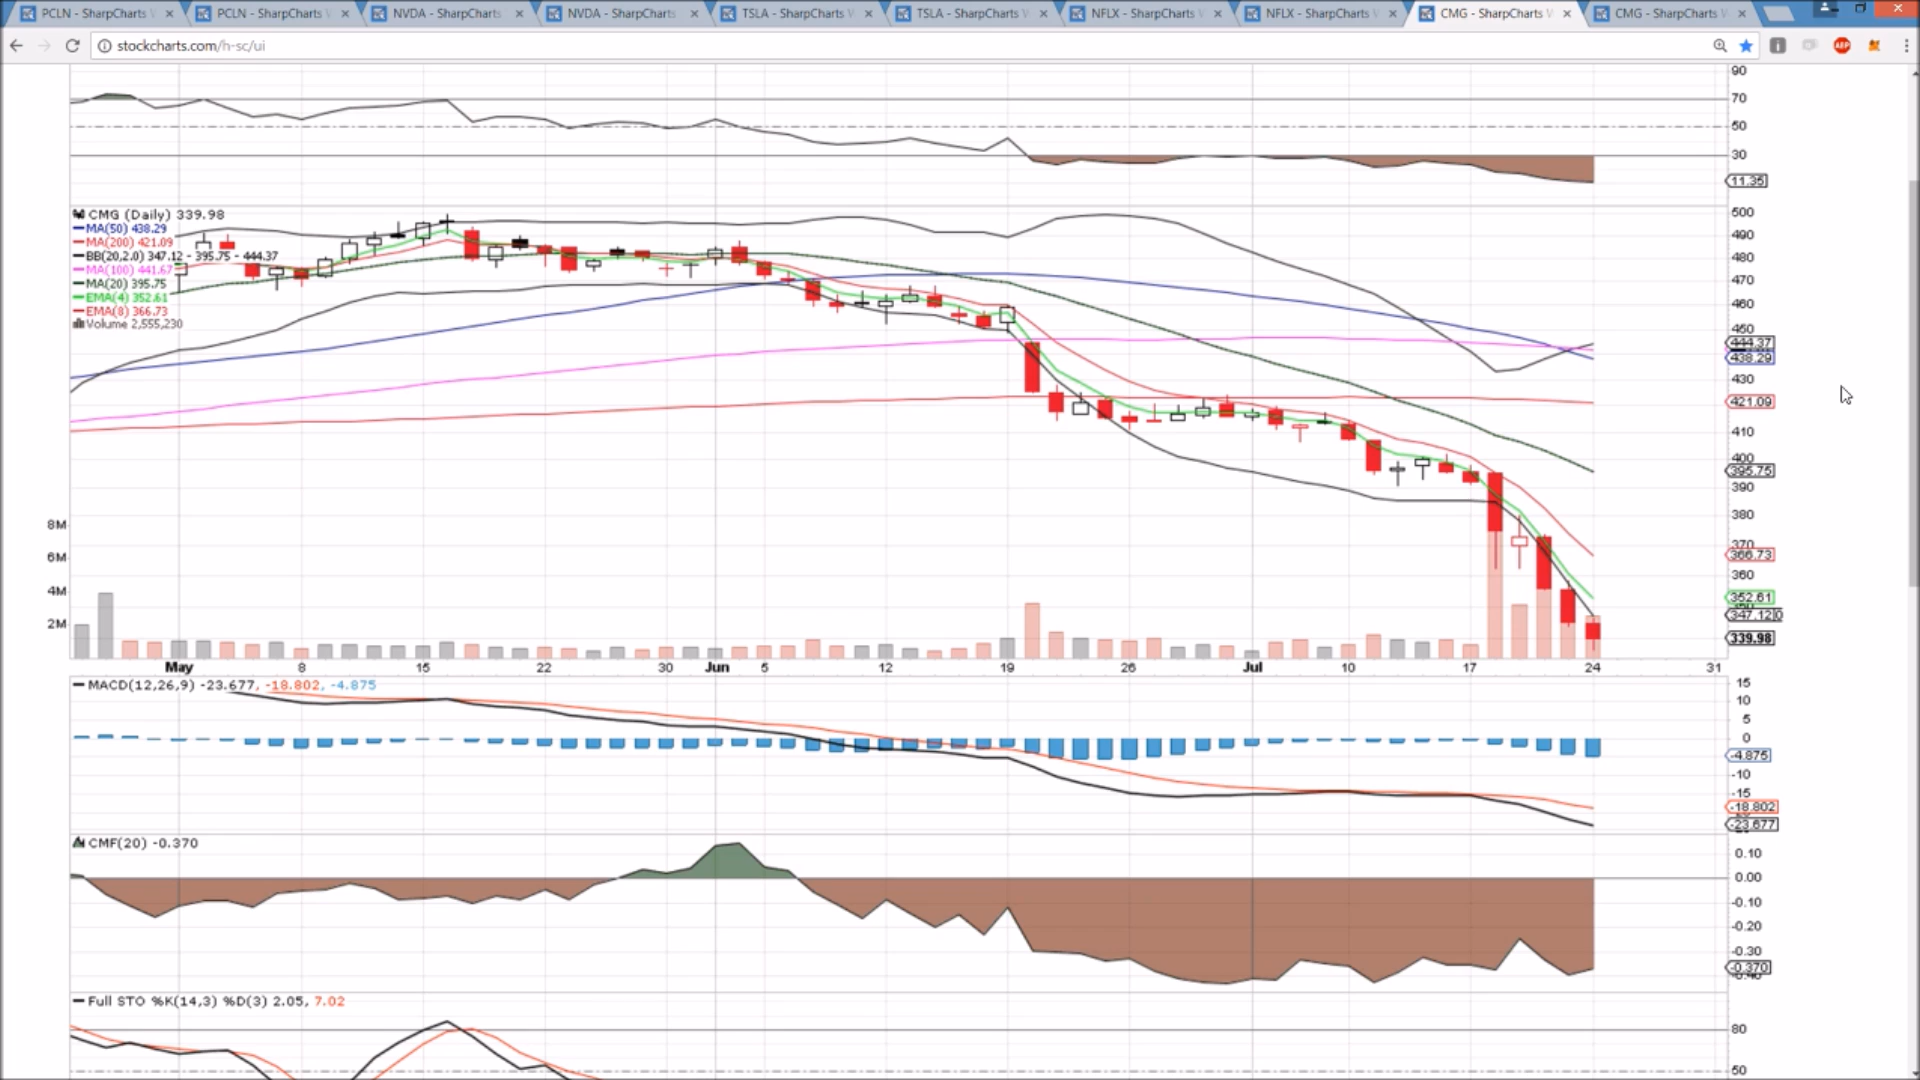 PCLN - SharpCharts
PCLN - SharpCharts
NVDA - SharpCharts
NVDA - SharpCharts
TSLA - SharpCharts
TSLA - SharpCharts
NFLX - SharpCharts
NFLX - SharpCharts
CMG - SharpCharts
CMG - SharpCharts
stockcharts.com/h-sc/ui
ABP
90
70
50
30
11.35
CMG (Daily) 339.98
MA(50) 438.29
MA(200) 421.09
BB(20,2.0) 347.12 - 395.75 - 444.37
MA(100) 441.67
MA(20) 395.75
EMA(4) 352.61
EMA(8) 366.73
Volume 2,555,230
500
490
480
470
460
450
444.37
438.29
430
421.09
410
400
395.75
390
380
370
366.73
360
352.61
347.12
339.98
8M
6M
4M
2M
May 8 15 22 30 Jun 5 12 19 26 Jul 10 17 24 31
MACD(12,26,9) -23.677, -18.802, -4.875
15
10
5
0
-4.875
-10
-15
-18.802
-23.677
CMF(20) -0.370
0.10
0.00
-0.10
-0.20
-0.30
-0.370
Full STO %K(14,3) %D(3) 2.05, 7.02
80
50